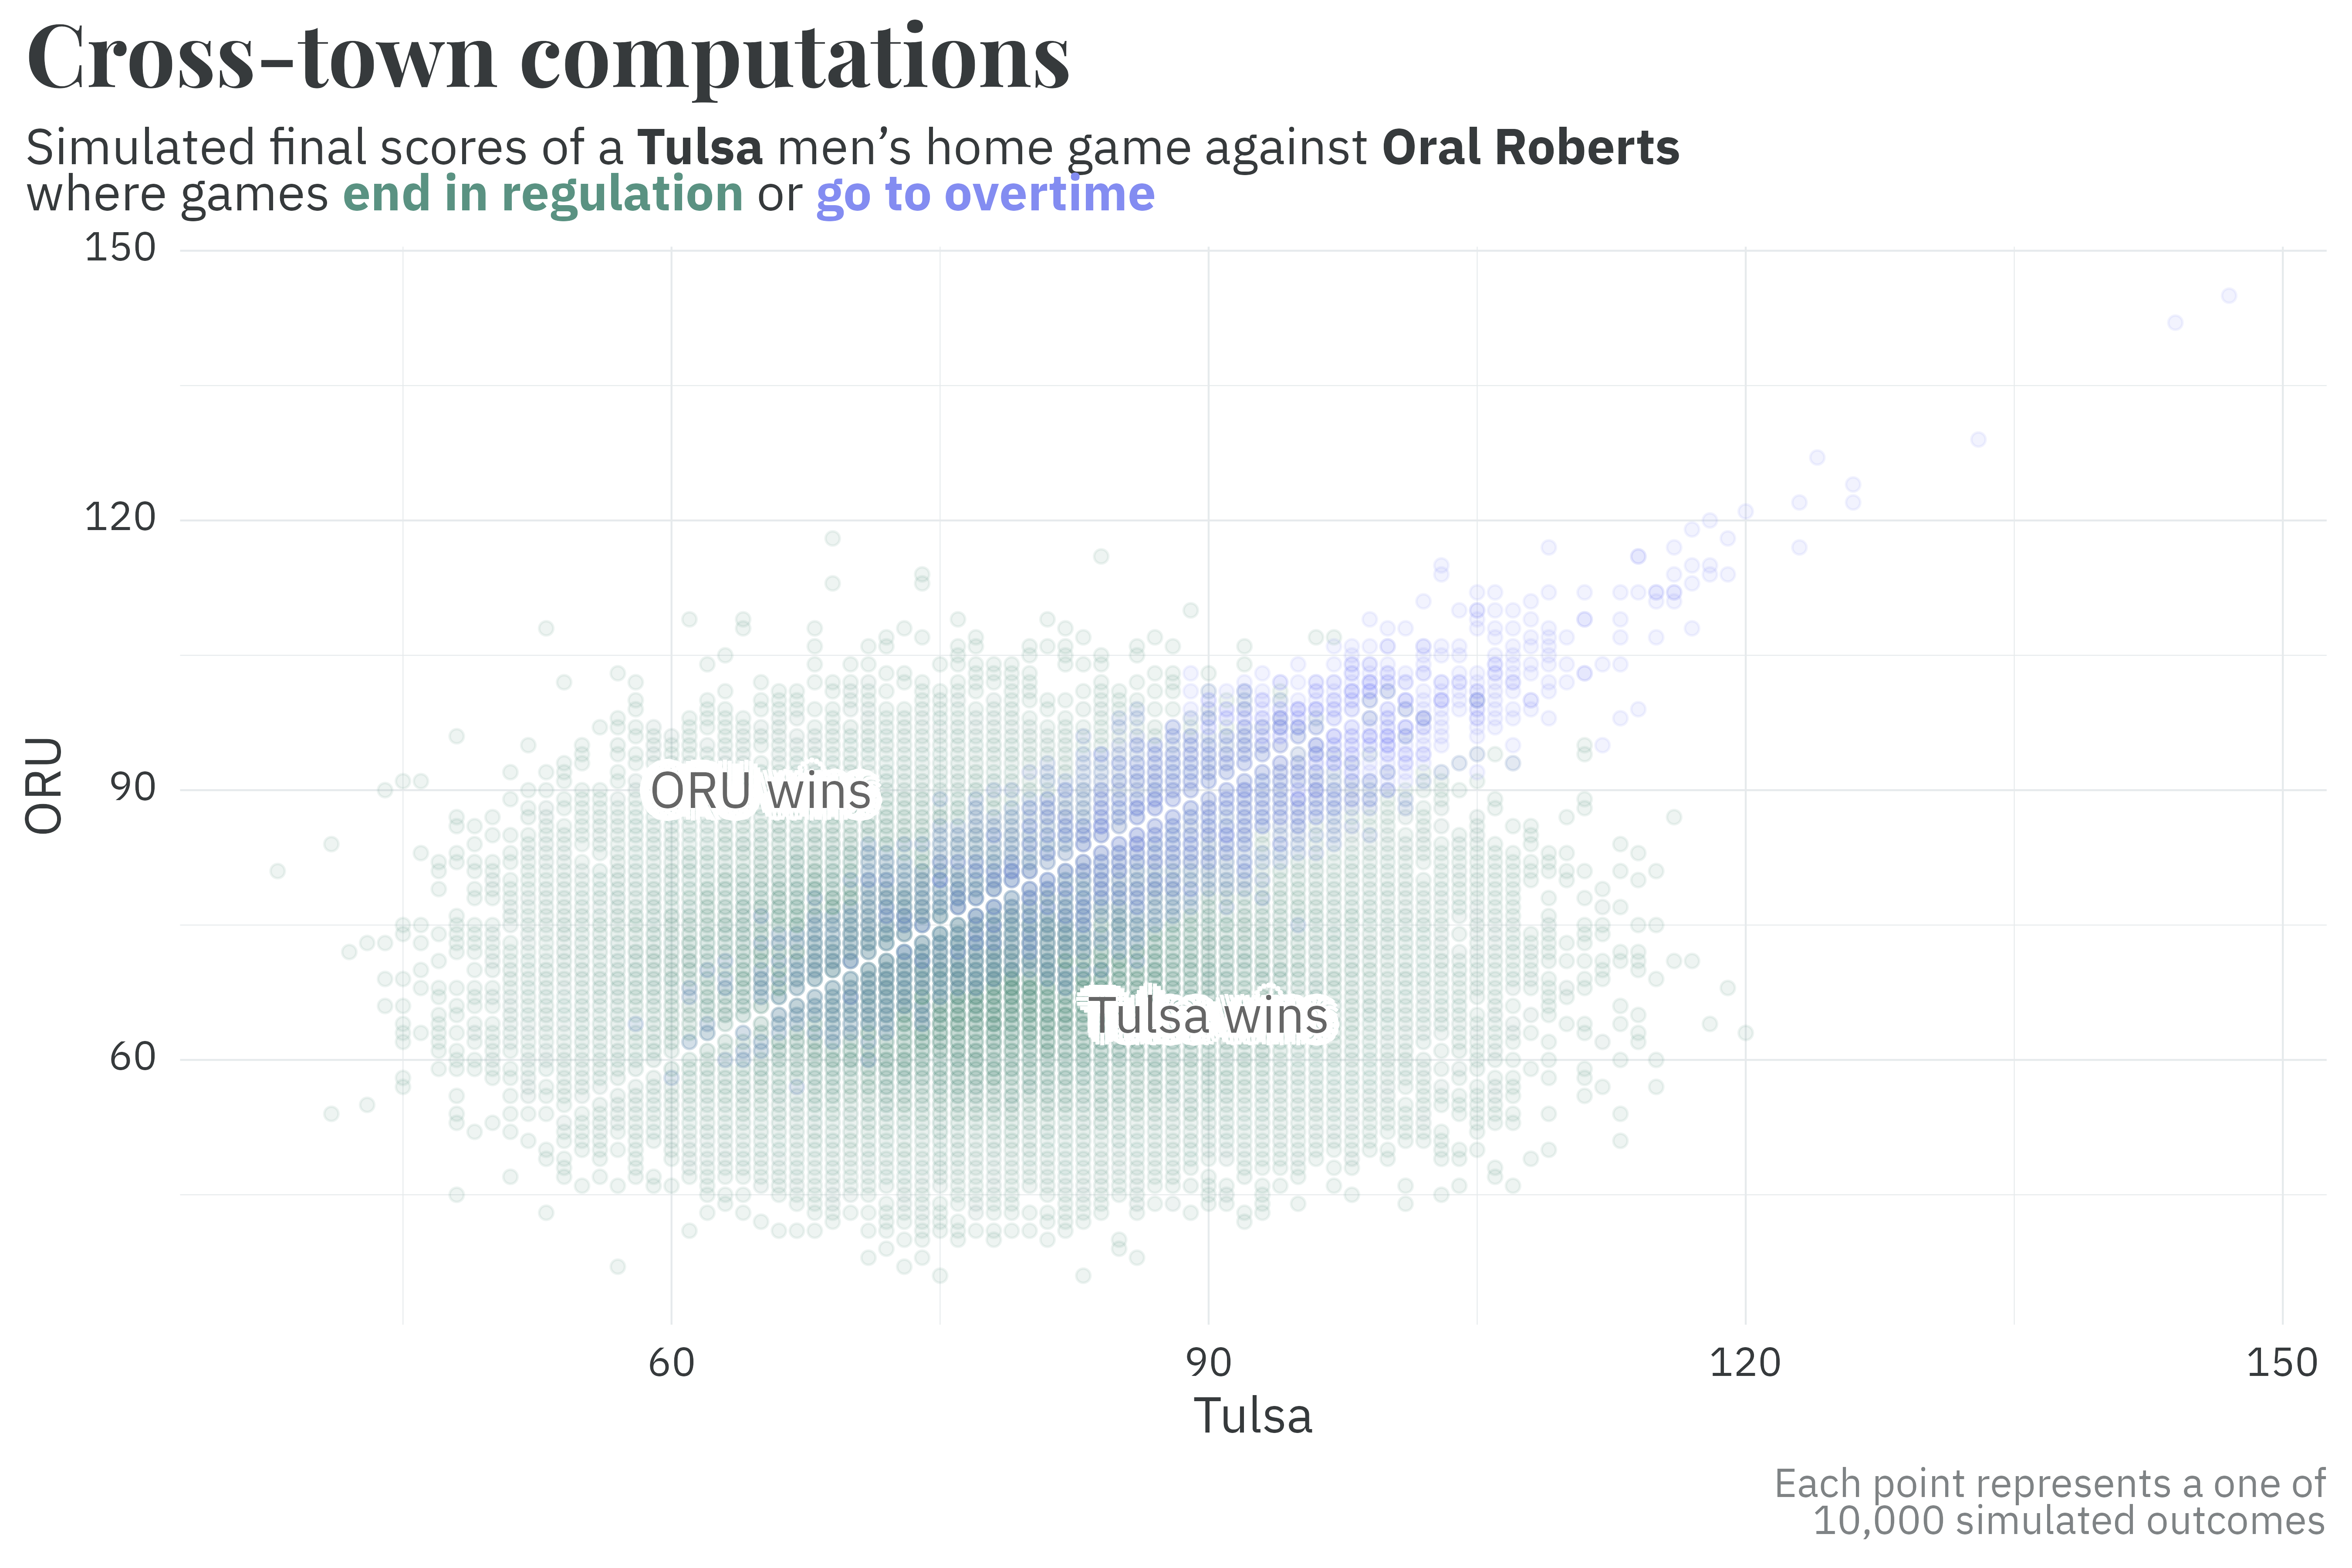 Cross-town computations
Simulated final scores of a Tulsa men’s home game against Oral Roberts
where games end in regulation or go to overtime
150
120
90
60
ORU
ORU wins
Tulsa wins
60
90
120
150
Tulsa
Each point represents a one of
10,000 simulated outcomes